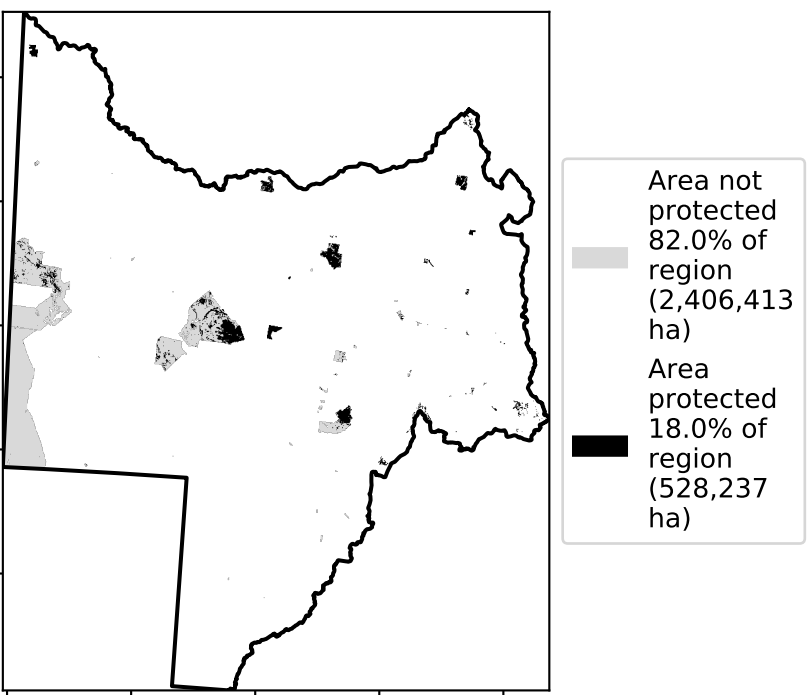 Area not
protected
82.0% of
region
(2,406,413
ha)
Area
protected
18.0% of
region
(528,237
ha)